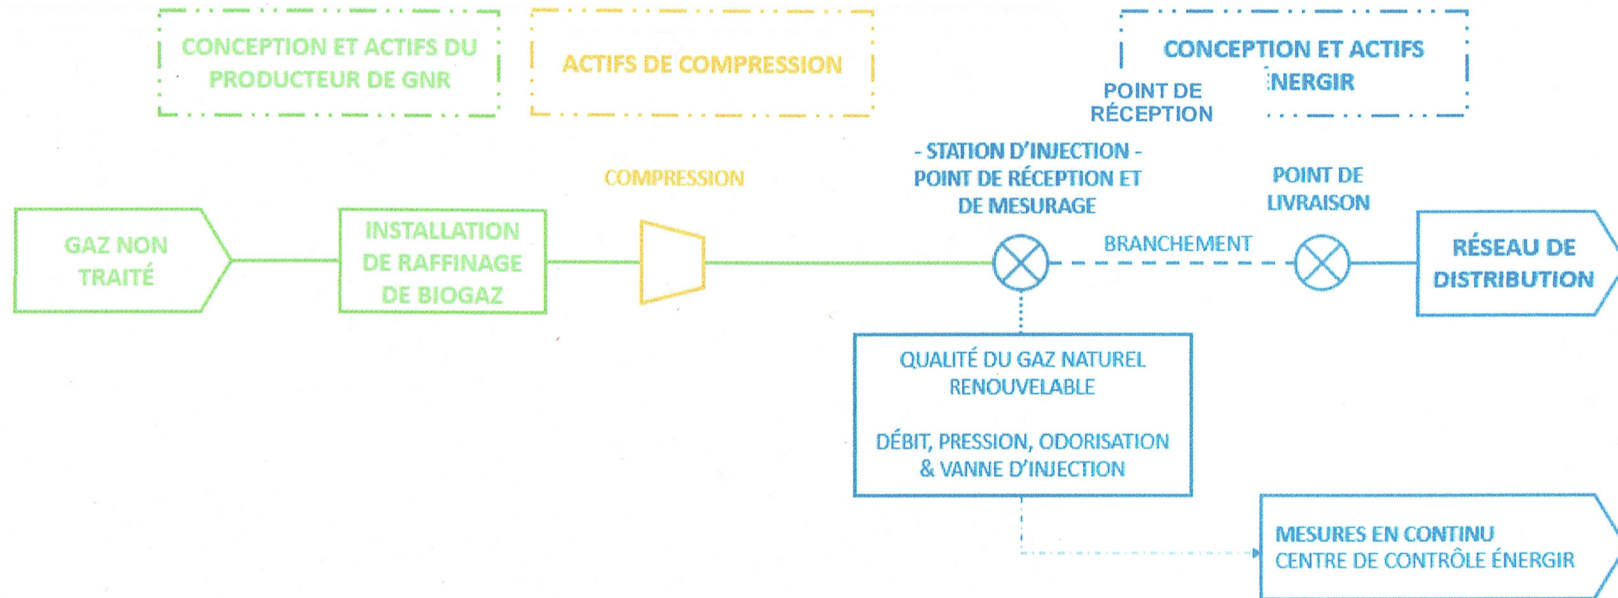 CONCEPTION ET ACTIFS DU
PRODUCTEUR DE GNR
ACTIFS DE COMPRESSION
CONCEPTION ET ACTIFS
NERGIR
POINT DE
RÉCEPTION
- STATION D'INJECTION -
POINT DE RÉCEPTION ET
DE MESURAGE
COMPRESSION
POINT DE
LIVRAISON
GAZ NON
TRAITÉ
INSTALLATION
DE RAFFINAGE
DE BIOGAZ
BRANCHEMENT
RÉSEAU DE
DISTRIBUTION
QUALITÉ DU GAZ NATUREL
RENOUVELABLE
DÉBIT, PRESSION, ODORISATION
& VANNE D'INJECTION
MESURES EN CONTINU
CENTRE DE CONTRÔLE ÉNERGIR